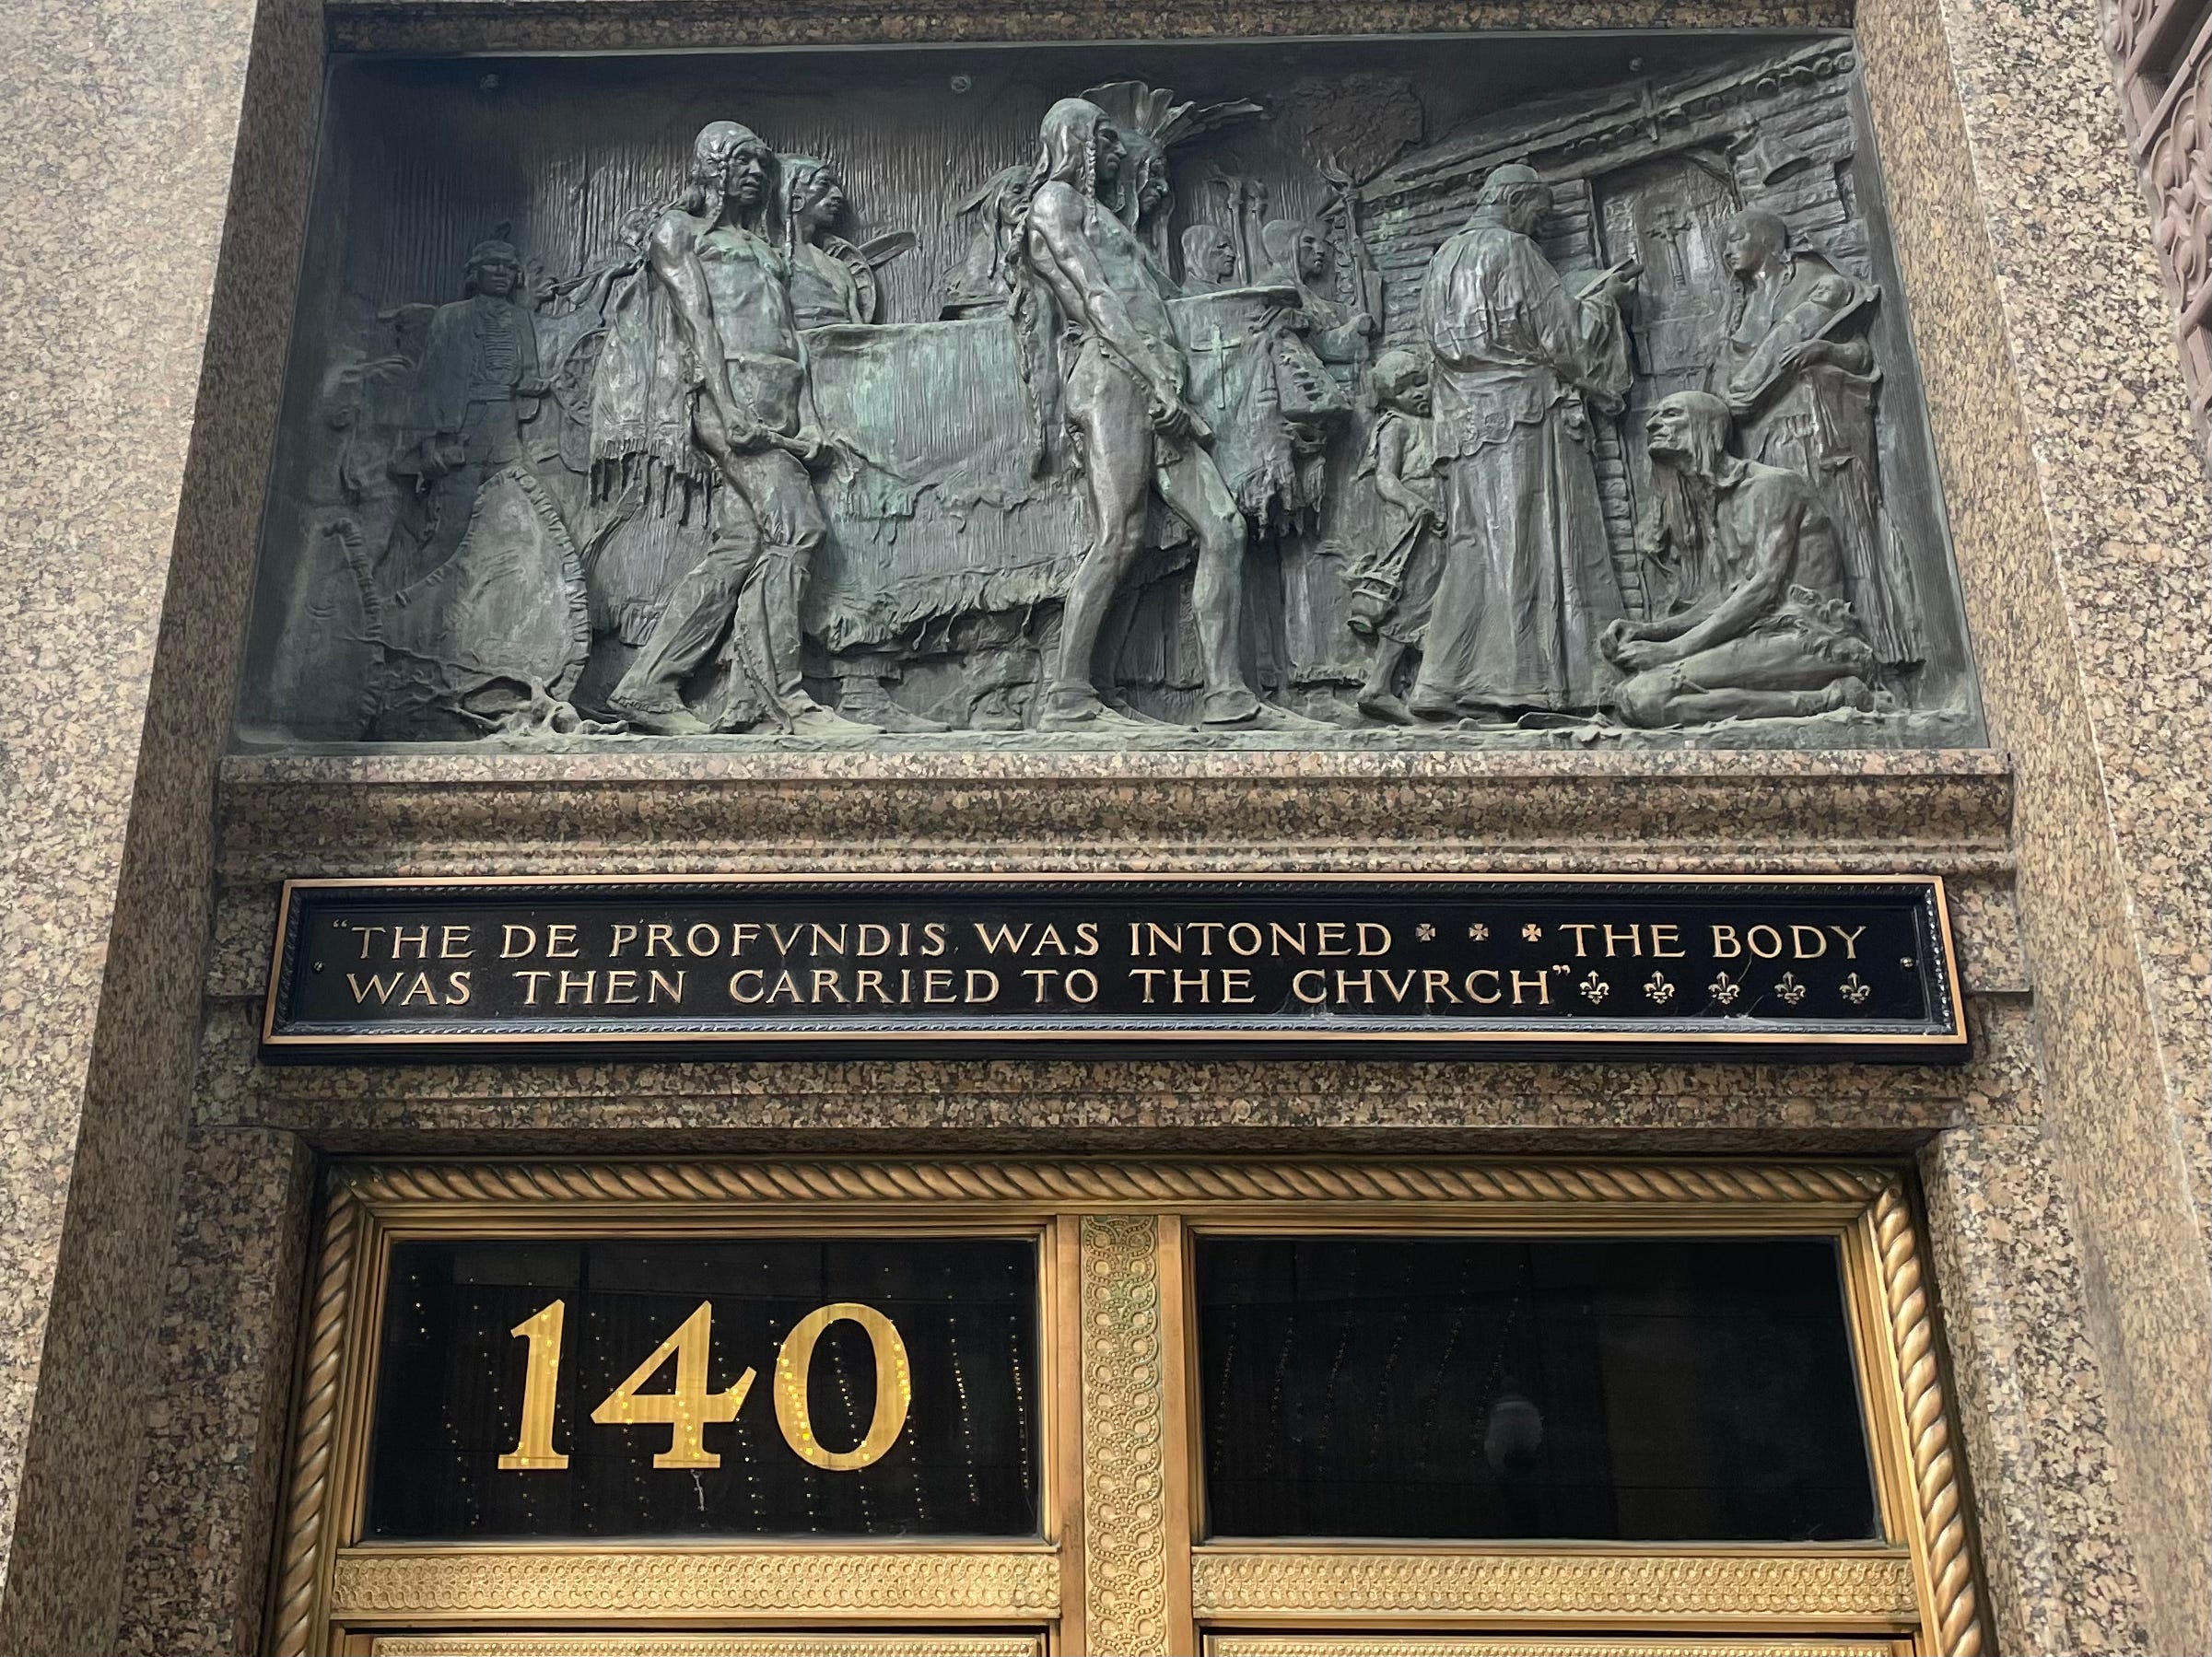 “THE DE PROFVNDIS WAS INTONED ✠ ✠ ✠ THE BODY
WAS THEN CARRIED TO THE CHVRCH” ⚜ ⚜ ⚜ ⚜ ⚜
140